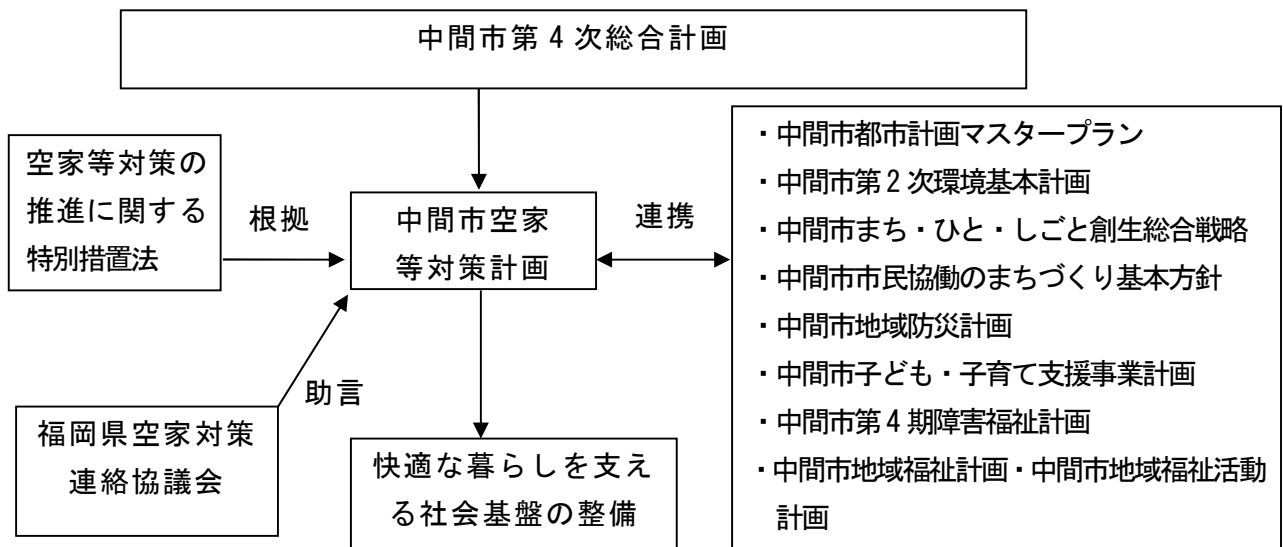 中間市第4次総合計画
空家等対策の
推進に関する
特別措置法
根拠
中間市空家
等対策計画
連携
・中間市都市計画マスタープラン
・中間市第2次環境基本計画
・中間市まち・ひと・しごと創生総合戦略
・中間市市民協働のまちづくり基本方針
・中間市地域防災計画
・中間市子ども・子育て支援事業計画
・中間市第4期障害福祉計画
・中間市地域福祉計画・中間市地域福祉活動
計画
助言
福岡県空家対策
連絡協議会
快適な暮らしを支え
る社会基盤の整備